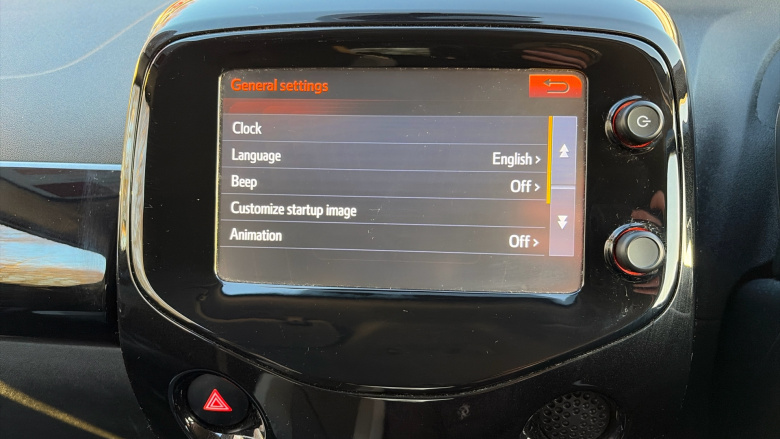 General settings
Clock
Language English >
Beep Off >
Customize startup image
Animation Off >